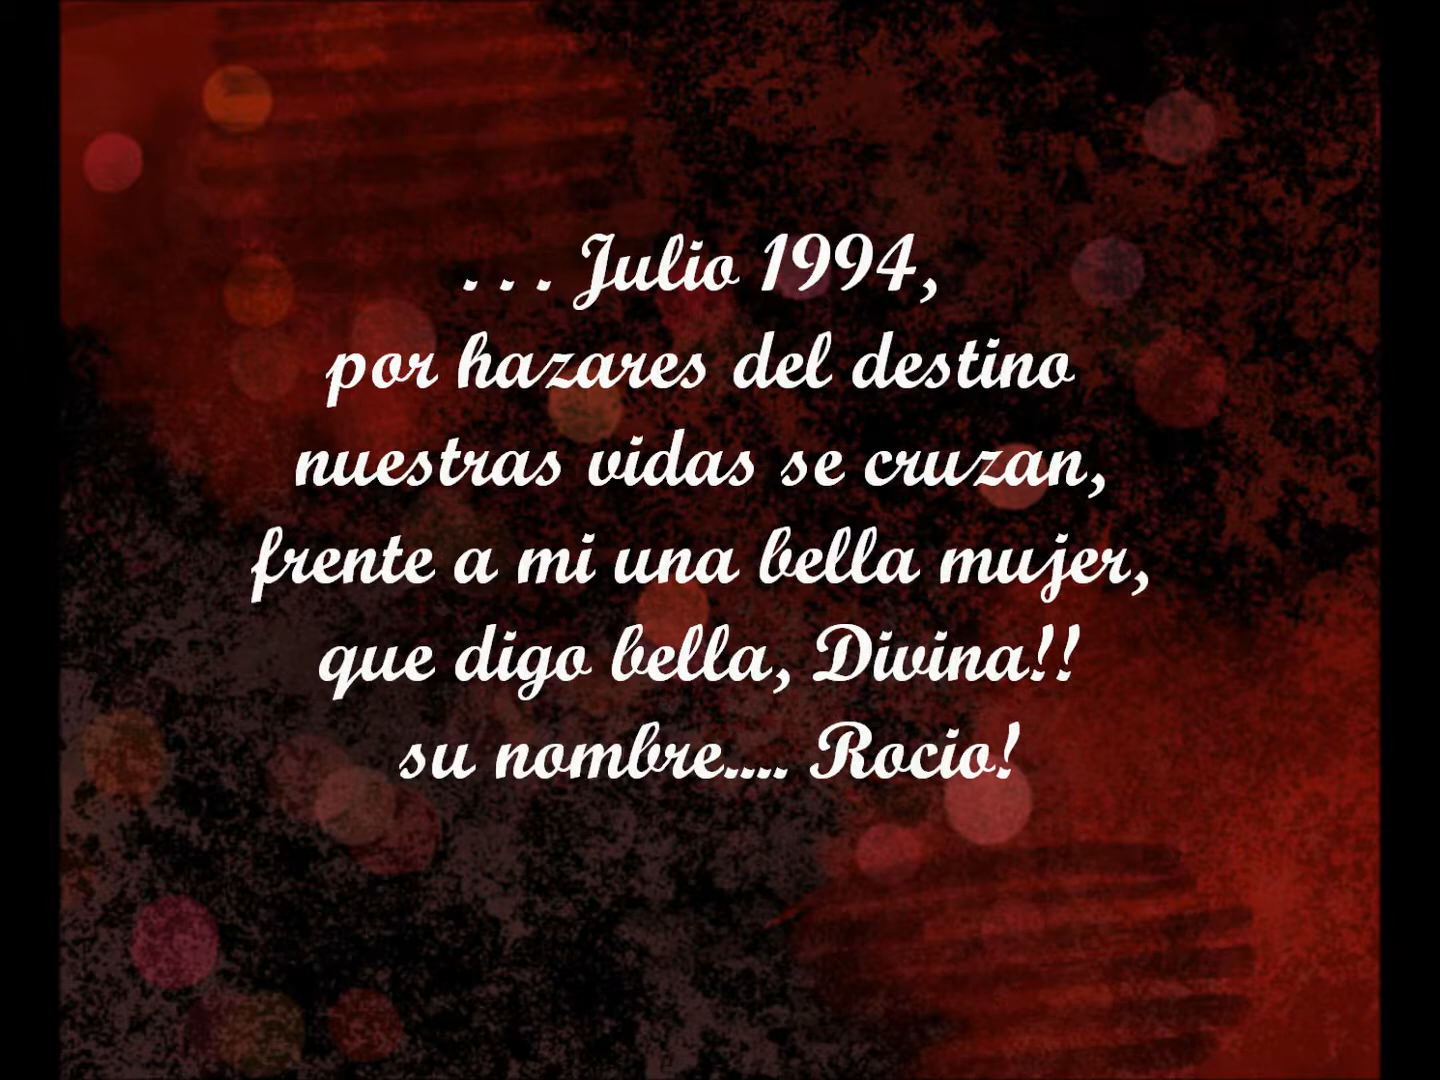 . . . Julio 1994,
por hazares del destino
nuestras vidas se cruzan,
frente a mi una bella mujer,
que digo bella, Divina!!
su nombre.... Rocio!